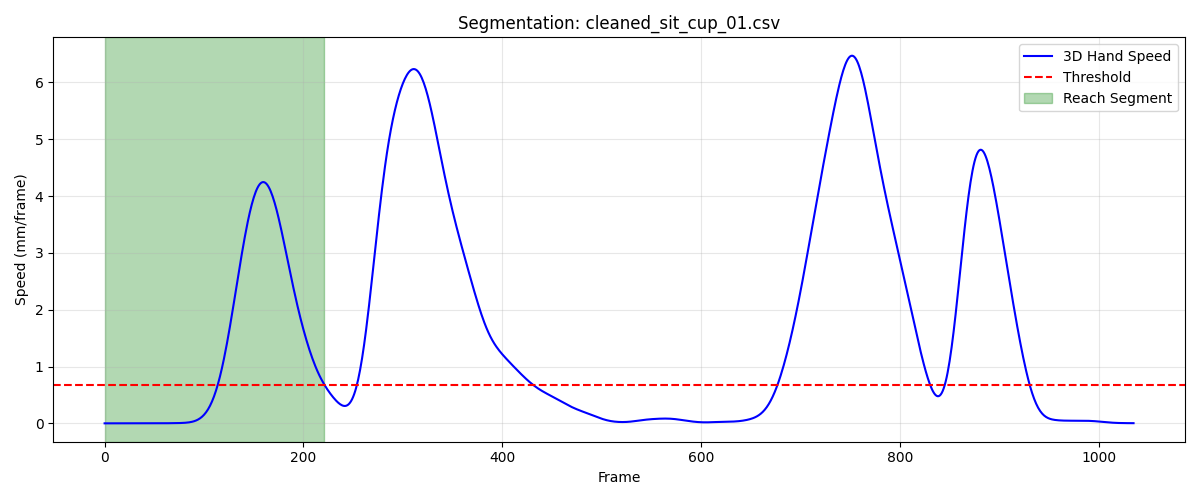 Segmentation: cleaned_sit_cup_01.csv
3D Hand Speed
Threshold
Reach Segment
Speed (mm/frame)
6
5
4
3
2
1
0
0 200 400 600 800 1000
Frame